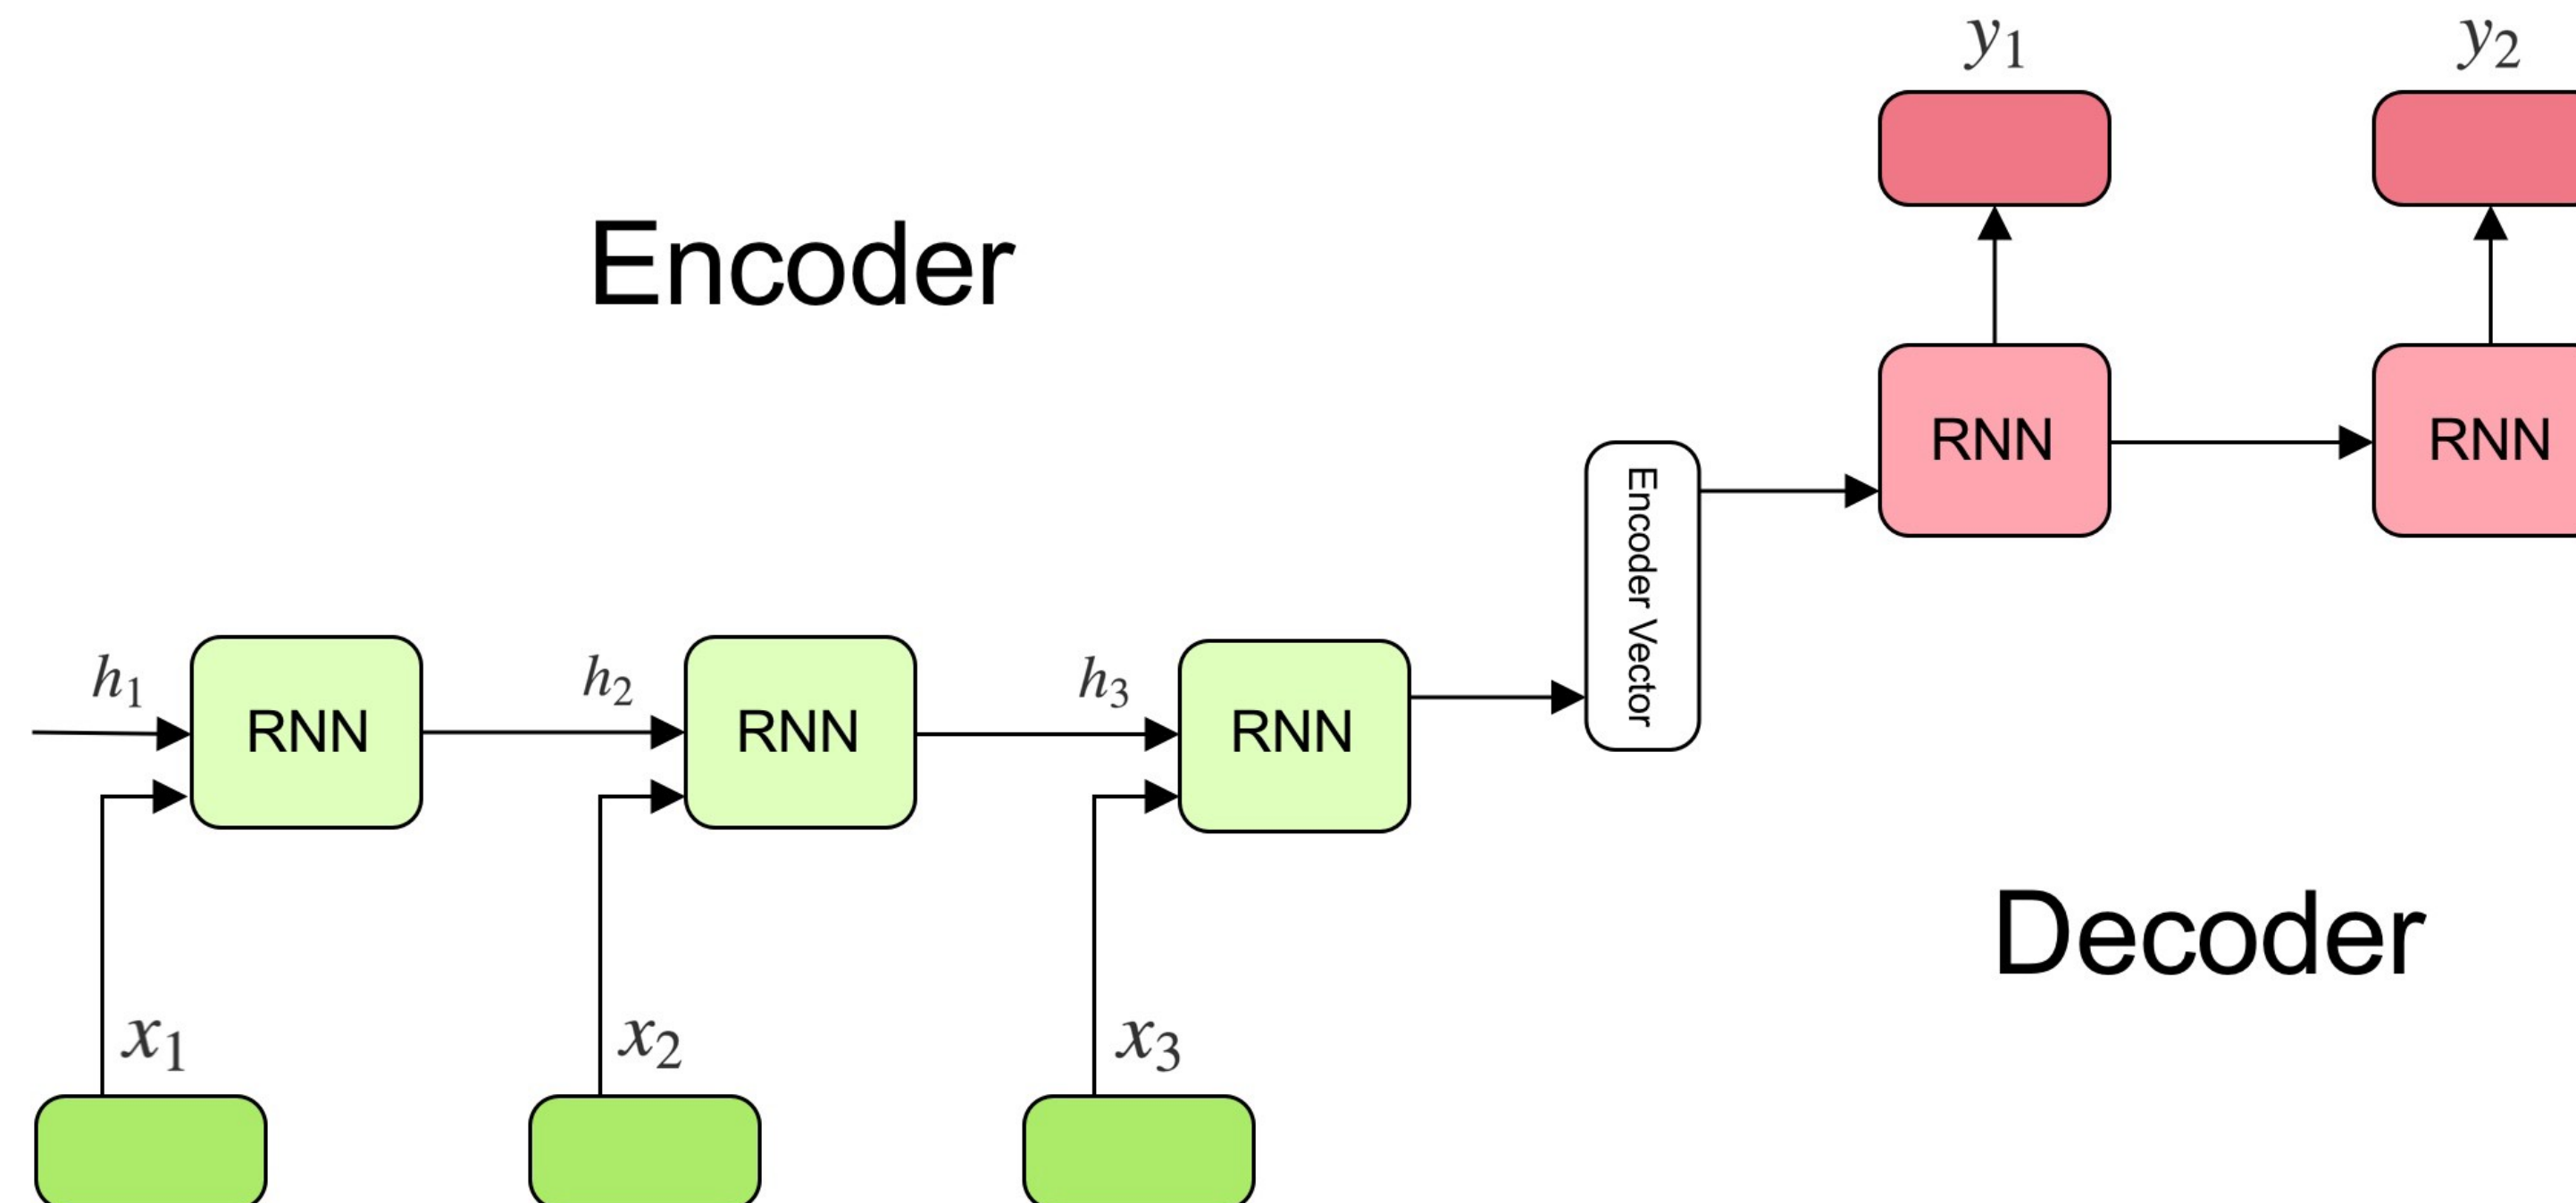 y1 y2
Encoder
RNN RNN
Encoder Vector
h1 h2 h3
RNN RNN RNN
Decoder
x1 x2 x3